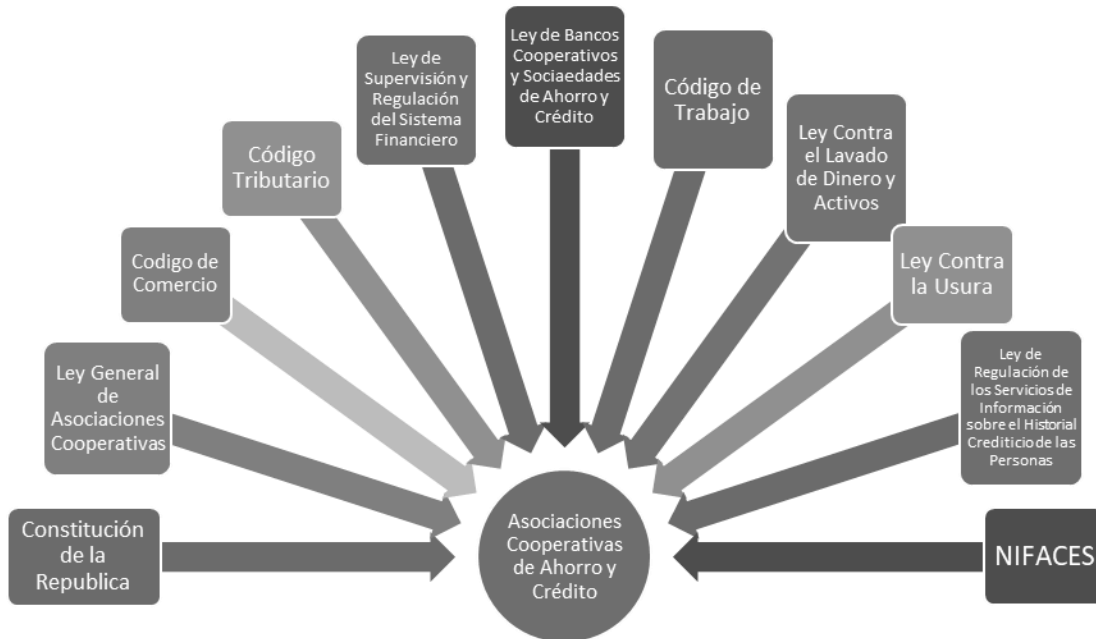 Constitución
de la
Republica
Ley General
de
Asociaciones
Cooperativas
Codigo de
Comercio
Código
Tributario
Ley de
Supervisión y
Regulación
del Sistema
Financiero
Ley de Bancos
Cooperativos
y Sociaedades
de Ahorro y
Crédito
Código de
Trabajo
Ley Contra
el Lavado
de Dinero y
Activos
Ley Contra
la Usura
Ley de
Regulación de
los Servicios de
Información
sobre el Historial
Crediticio de las
Personas
NIFACES
Asociaciones
Cooperativas
de Ahorro y
Crédito